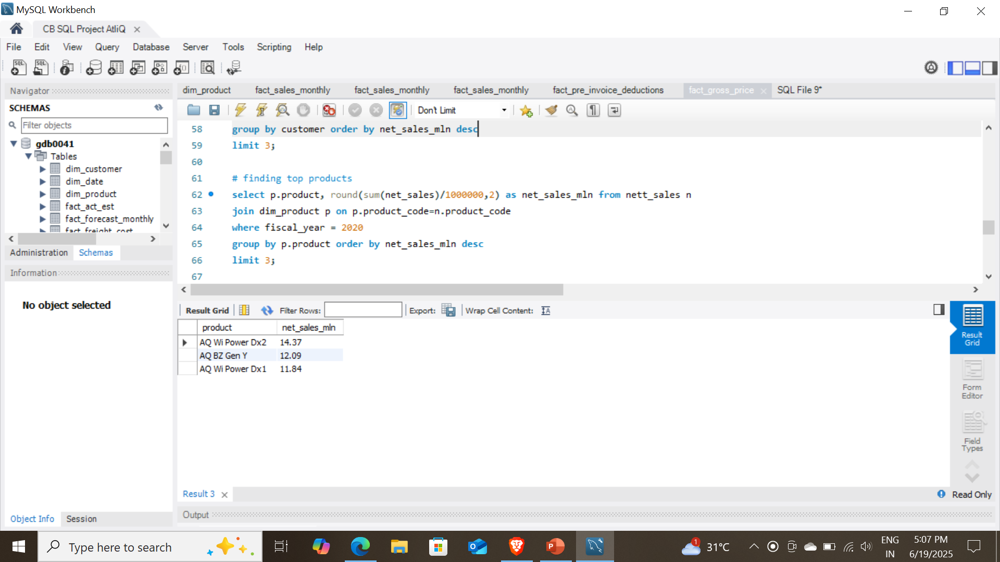 MySQL Workbench
CB SQL Project AtliQ
File Edit View Query Database Server Tools Scripting Help
Navigator
SCHEMAS
Filter objects
gdb0041
Tables
dim_customer
dim_date
dim_product
fact_act_est
fact_forecast_monthly
fact_freight_cost
Administration Schemas
Information
No object selected
Object Info Session
dim_product fact_sales_monthly fact_sales_monthly fact_sales_monthly fact_pre_invoice_deductions fact_gross_price SQL File 9*
Don't Limit
58 group by customer order by net_sales_mln desc
59 limit 3;
60
61 # finding top products
62 select p.product, round(sum(net_sales)/1000000,2) as net_sales_mln from nett_sales n
63 join dim_product p on p.product_code=n.product_code
64 where fiscal_year = 2020
65 group by p.product order by net_sales_mln desc
66 limit 3;
67
Result Grid Filter Rows: Export: Wrap Cell Content:
product net_sales_mln
AQ Wi Power Dx2 14.37
AQ BZ Gen Y 12.09
AQ Wi Power Dx1 11.84
Result
Grid
Form
Editor
Field
Types
Result 3
Read Only
Output
Type here to search
1
31°C
ENG
IN
5:07 PM
6/19/2025